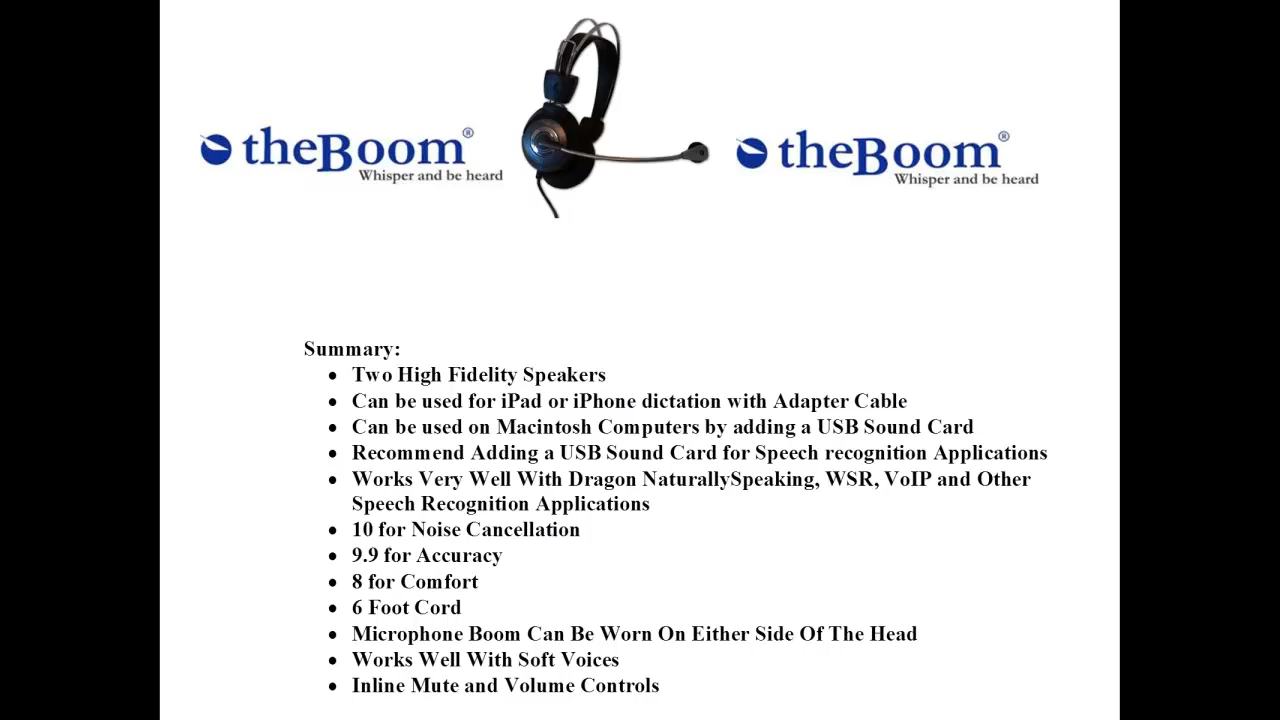 theBoom®
Whisper and be heard
theBoom®
Whisper and be heard
Summary:
• Two High Fidelity Speakers
• Can be used for iPad or iPhone dictation with Adapter Cable
• Can be used on Macintosh Computers by adding a USB Sound Card
• Recommend Adding a USB Sound Card for Speech recognition Applications
• Works Very Well With Dragon NaturallySpeaking, WSR, VoIP and Other
Speech Recognition Applications
• 10 for Noise Cancellation
• 9.9 for Accuracy
• 8 for Comfort
• 6 Foot Cord
• Microphone Boom Can Be Worn On Either Side Of The Head
• Works Well With Soft Voices
• Inline Mute and Volume Controls